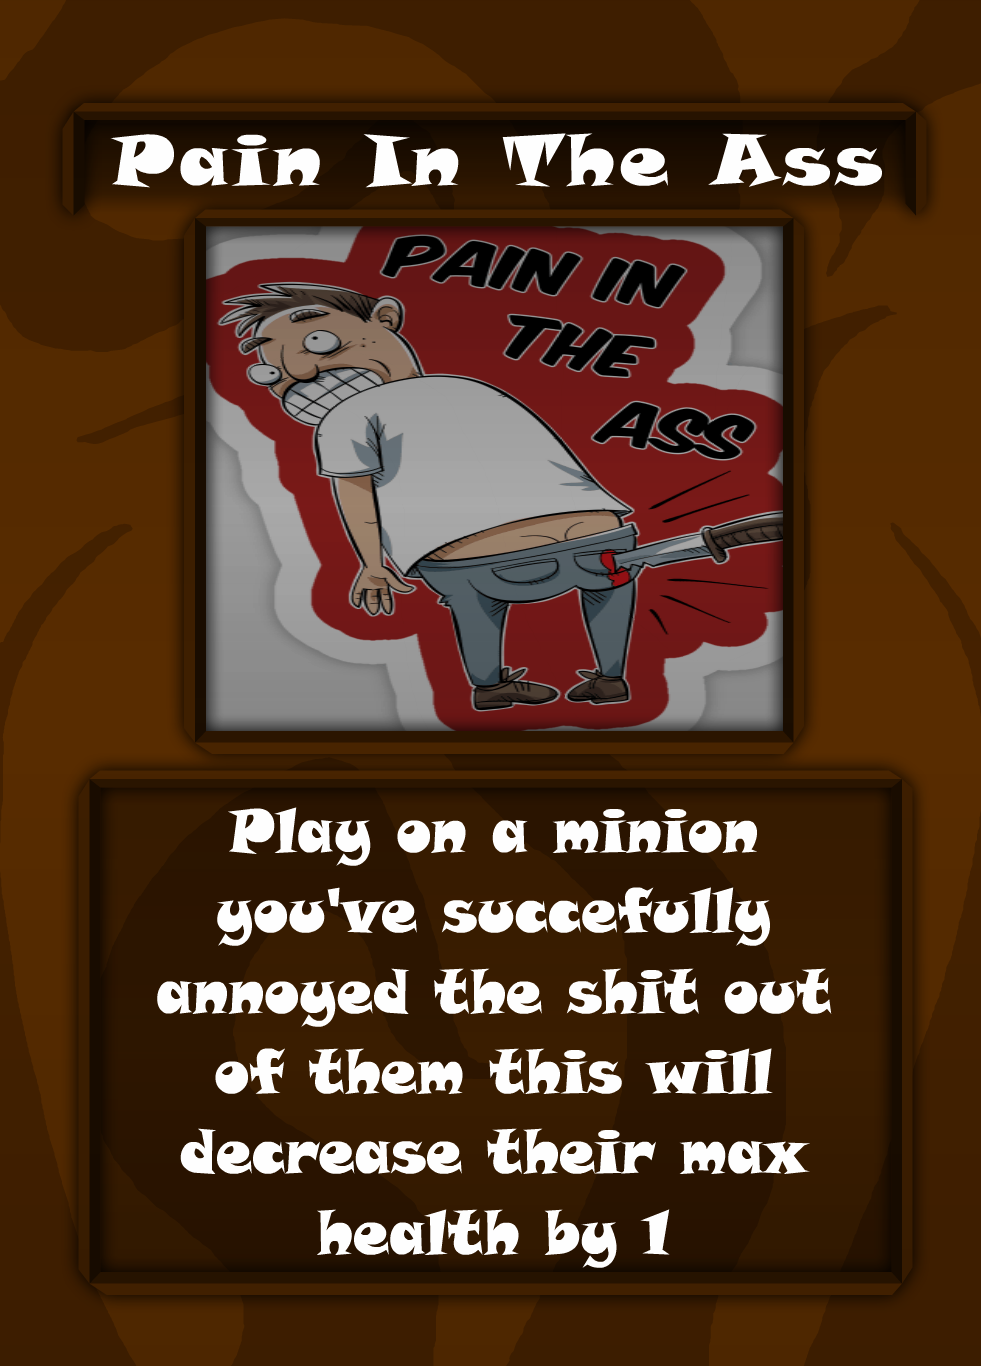 Pain In The Ass
PAIN IN
THE
ASS
Play on a minion
you've succefully
annoyed the shit out
of them this will
decrease their max
health by 1